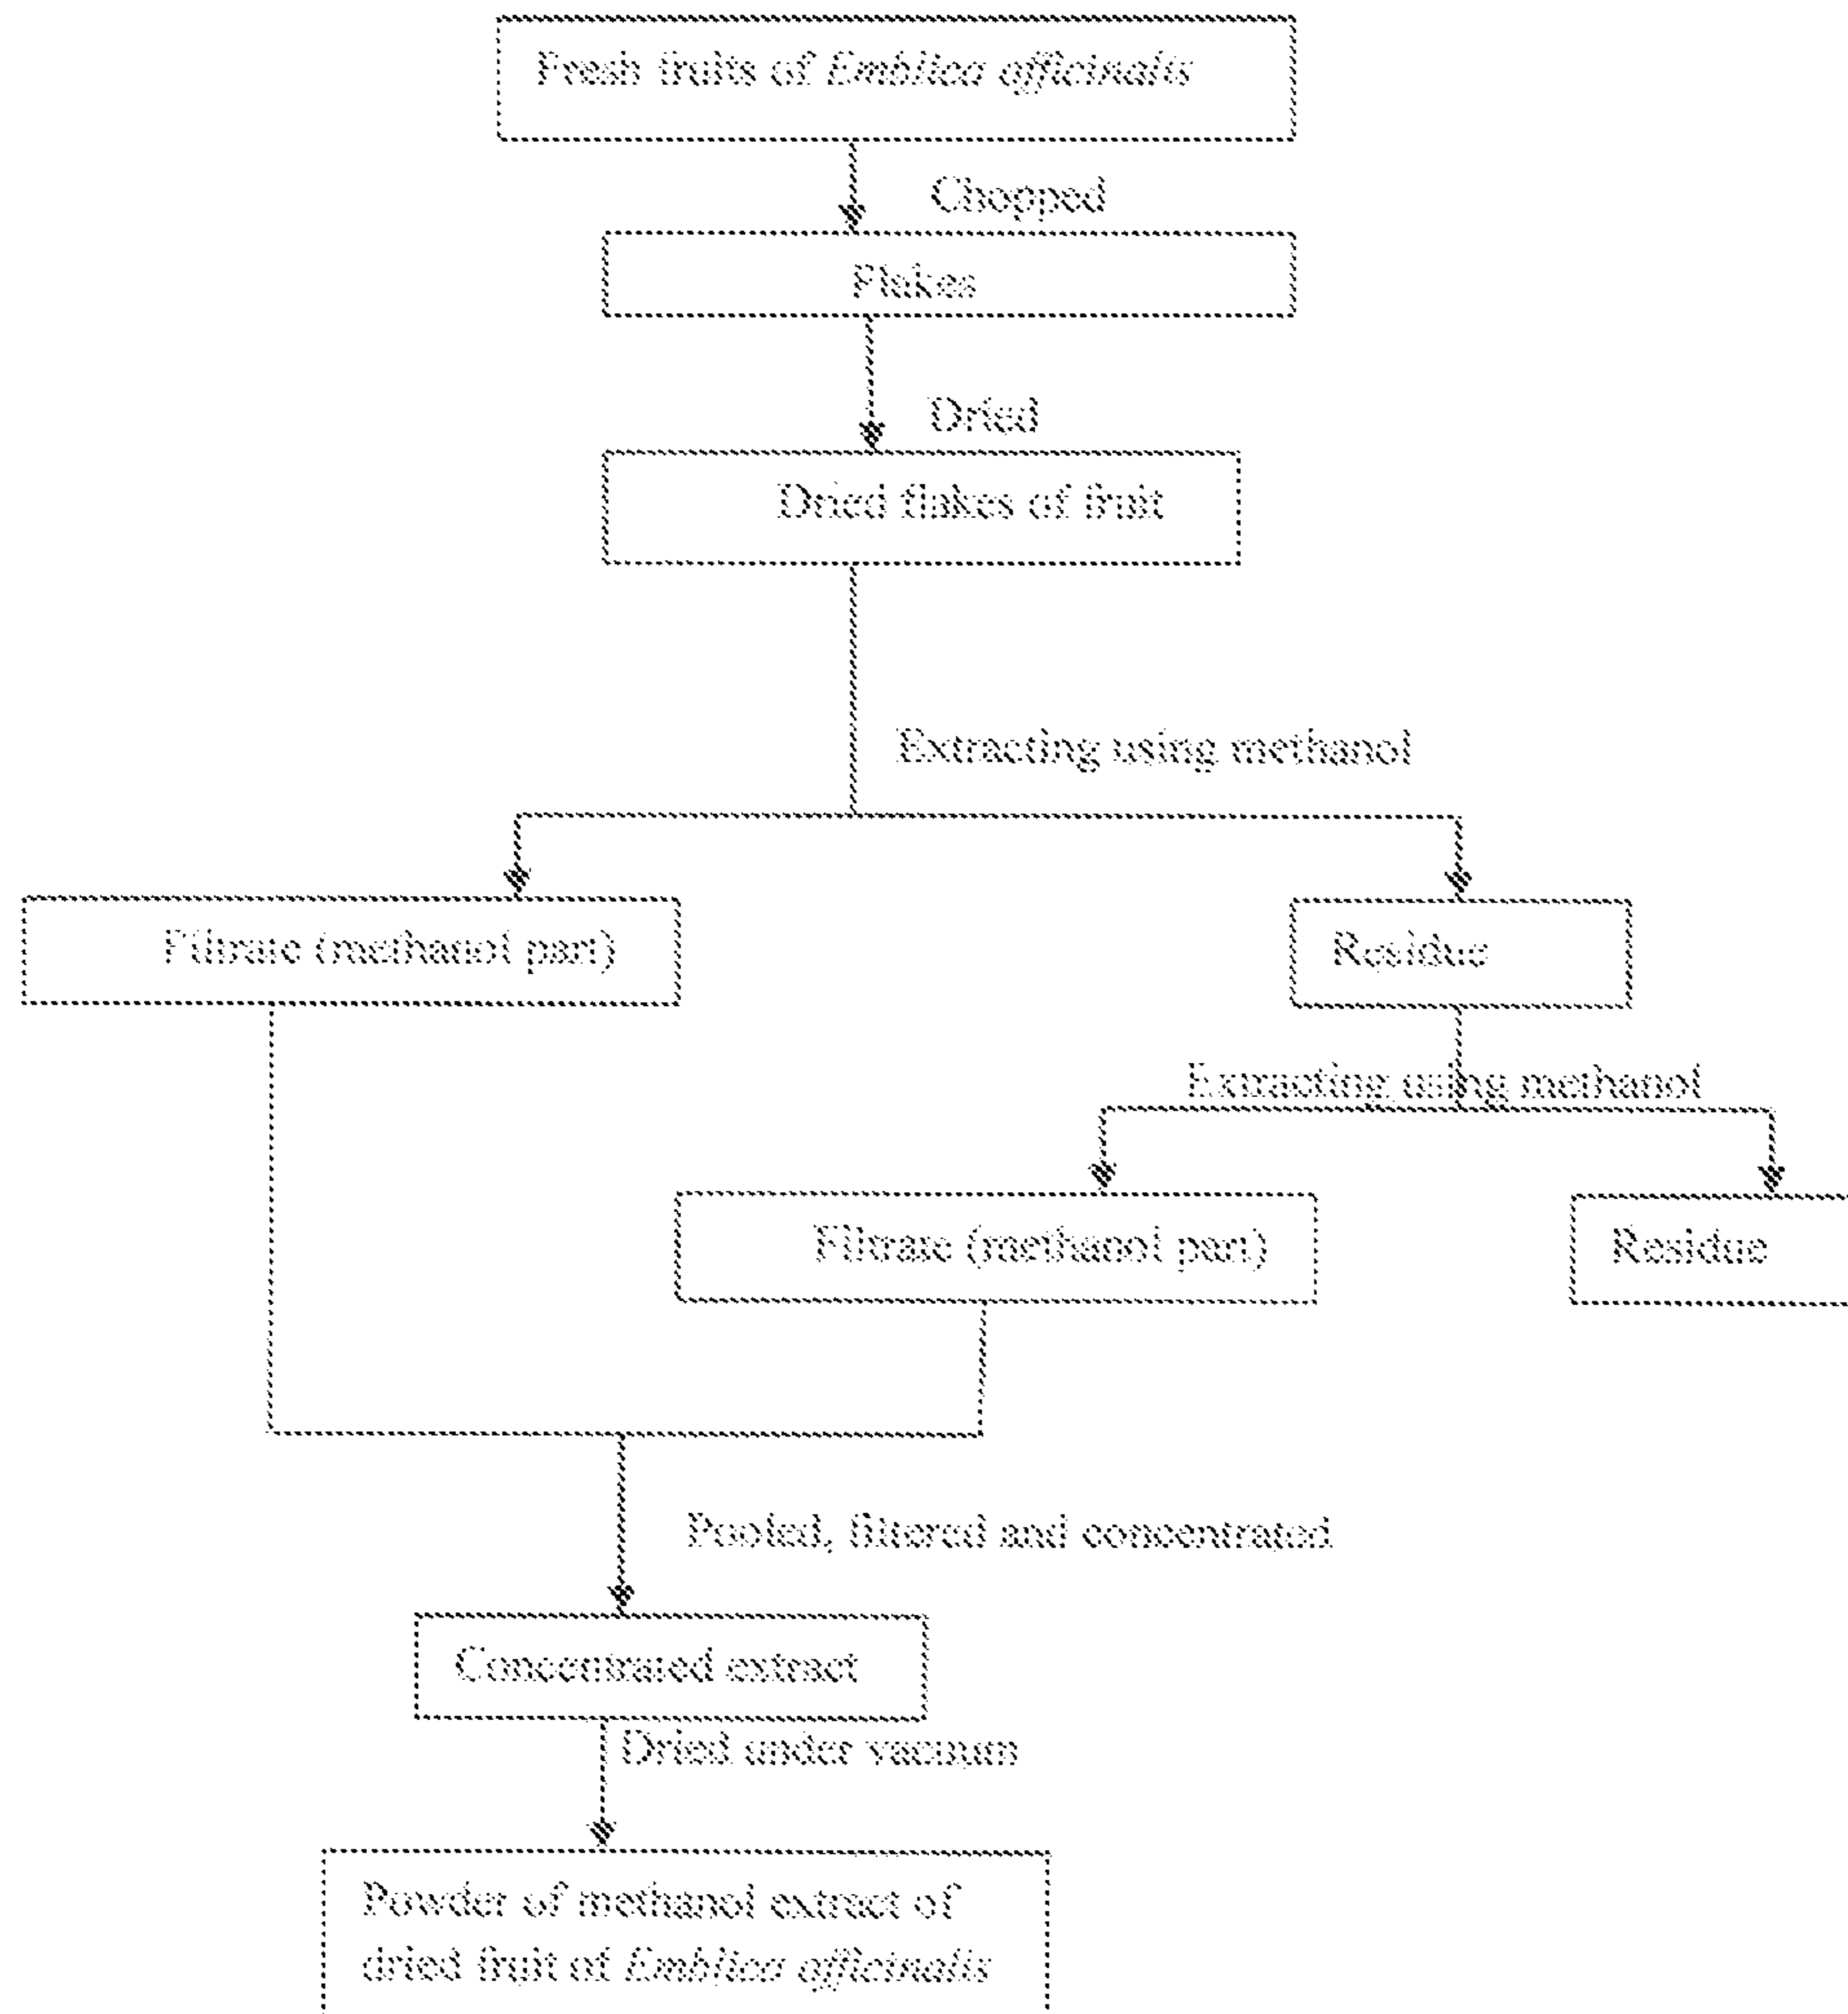 Fresh fruits of Emblica officinalis
Chopped
Flakes
Dried
Dried flakes of fruit
Extracting using methanol
Filtrate (methanol part)
Residue
Extracting using methanol
Filtrate (methanol part)
Residue
Pooled, filtered and concentrated
Concentrated extract
Dried under vacuum
Powder of methanol extract of
dried fruit of Emblica officinalis